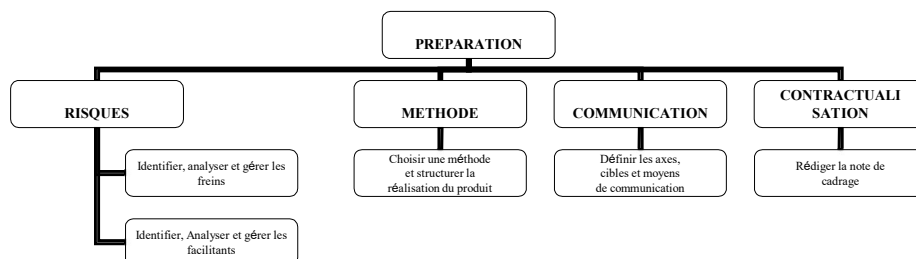 PREPARATION
RISQUES
METHODE
COMMUNICATION
CONTRACTUALI
SATION
Identifier, analyser et gérer les
freins
Identifier, Analyser et gérer les
facilitants
Choisir une méthode
et structurer la
réalisation du produit
Définir les axes,
cibles et moyens
de communication
Rédiger la note de
cadrage